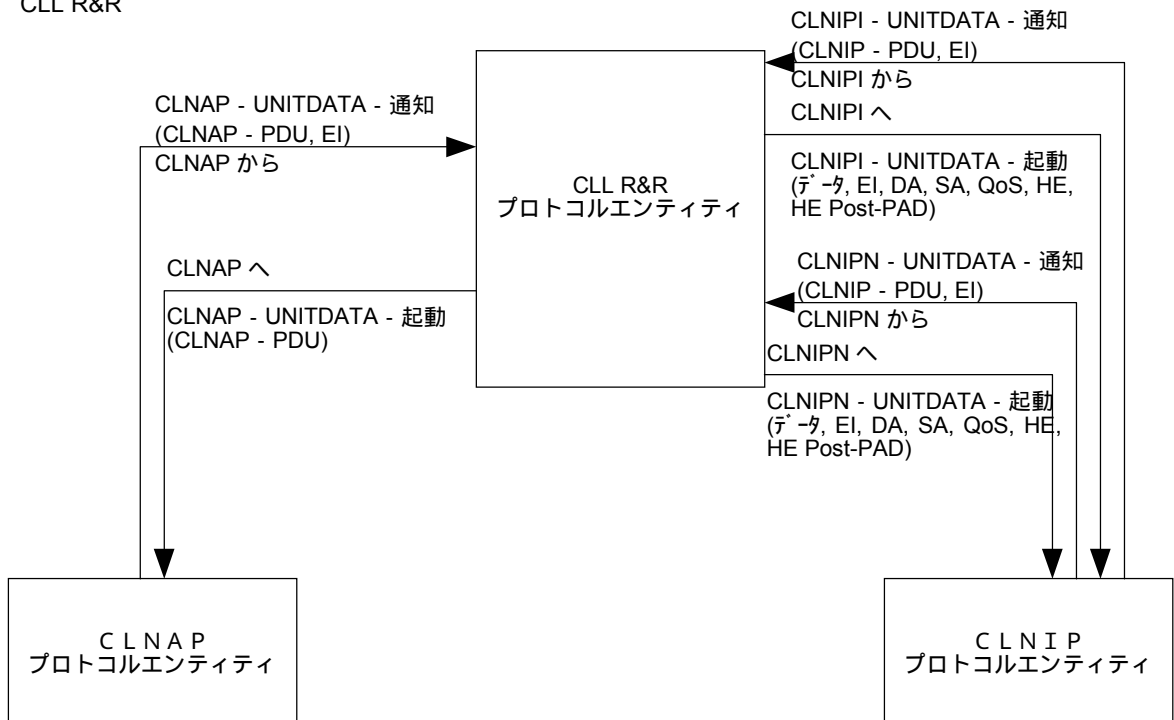 CLL R&R
CLNIPI - UNITDATA - 通知
(CLNIP - PDU, EI)
CLNIPI から
CLNIPI へ
CLNAP - UNITDATA - 通知
(CLNAP - PDU, EI)
CLNAP から
CLL R&R
プロトコルエンティティ
CLNIPI - UNITDATA - 起動
(ﾃﾞｰﾀ, EI, DA, SA, QoS, HE,
HE Post-PAD)
CLNAP へ
CLNAP - UNITDATA - 起動
(CLNAP - PDU)
CLNIPN - UNITDATA - 通知
(CLNIP - PDU, EI)
CLNIPN から
CLNIPN へ
CLNIPN - UNITDATA - 起動
(ﾃﾞｰﾀ, EI, DA, SA, QoS, HE,
HE Post-PAD)
ＣＬＮＡＰ
プロトコルエンティティ
ＣＬＮＩＰ
プロトコルエンティティ